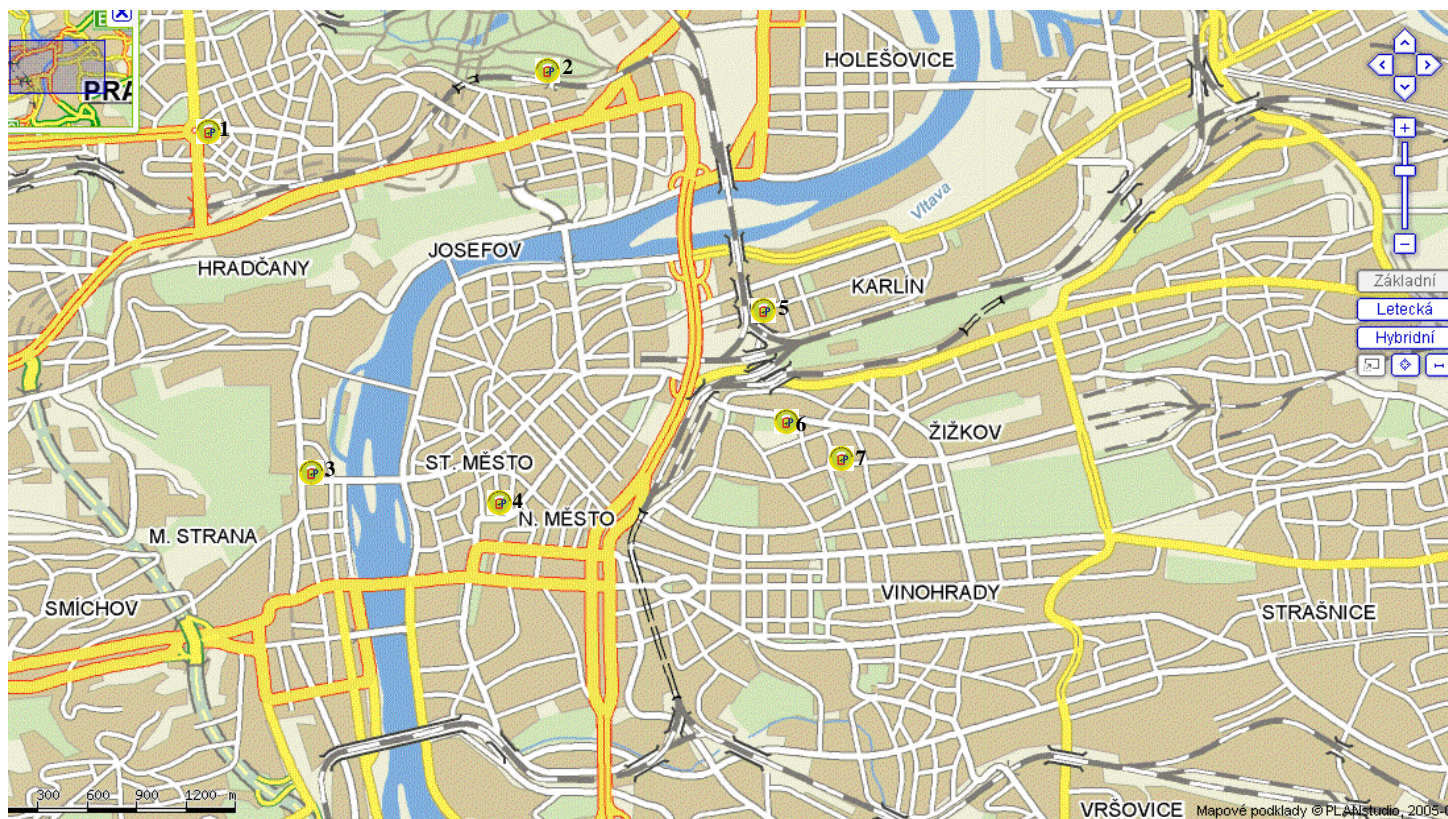 E
PRA
1
2
HOLEŠOVICE
Vltava
JOSEFOV
HRADČANY
KARLÍN
5
Základní
Letecká
Hybridní
6
ŽIŽKOV
7
3
ST. MĚSTO
4
N. MĚSTO
M. STRANA
VINOHRADY
SMÍCHOV
STRAŠNICE
300 600 900 1200 m
VRŠOVICE
Mapové podklady © PLANstudio, 2005-